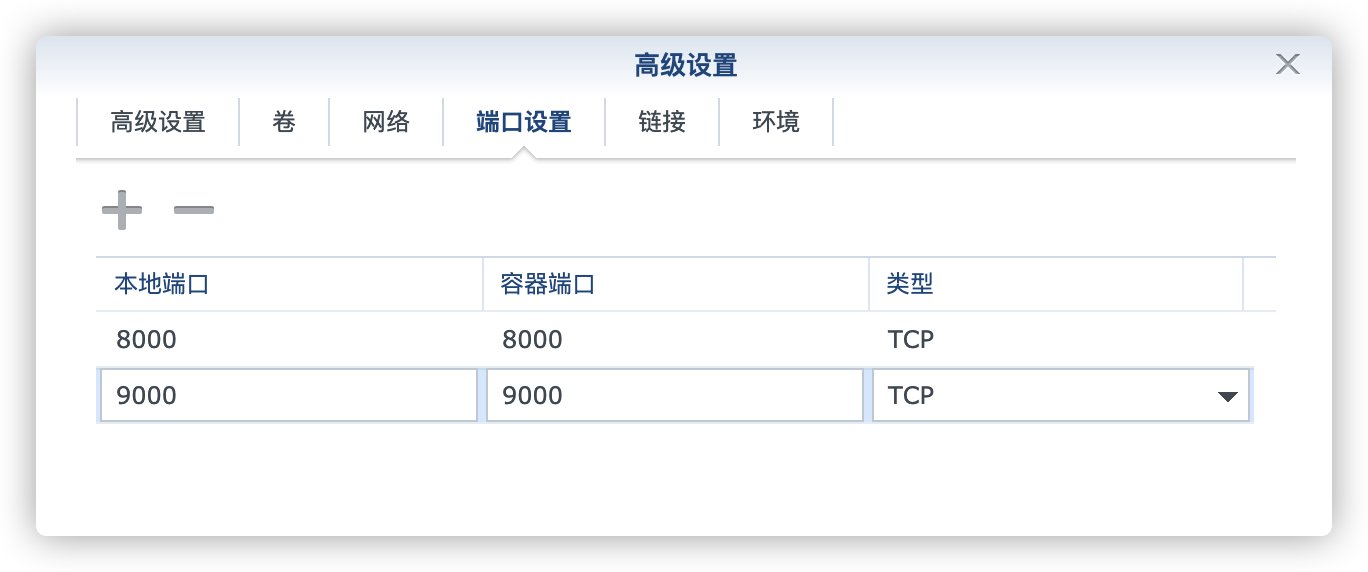 高级设置
高级设置 卷 网络 端口设置 链接 环境
本地端口 容器端口 类型
8000 8000 TCP
9000 9000 TCP